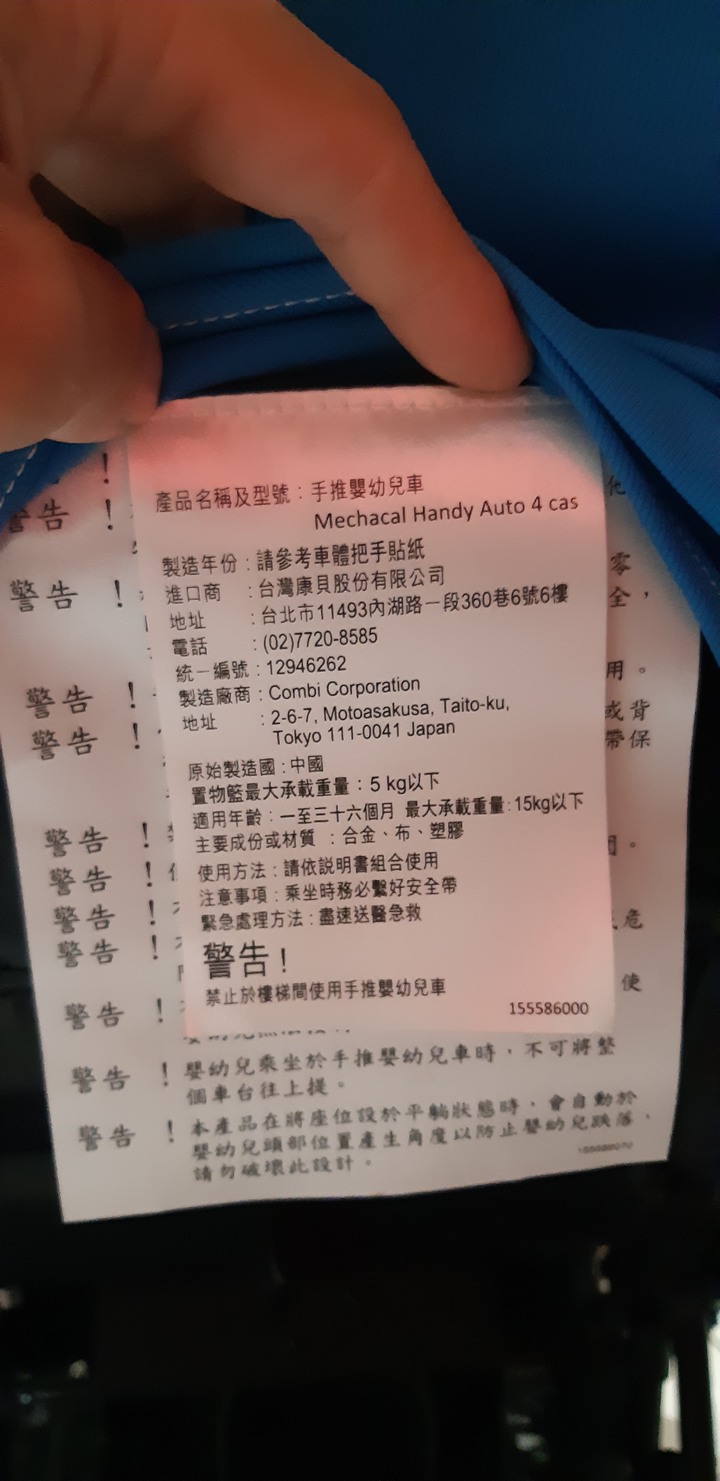 產品名稱及型號：手推嬰幼兒車
Mechacal Handy Auto 4 cas
製造年份：請參考車體把手貼紙
進口商：台灣康貝股份有限公司
地址：台北市11493內湖路一段360巷6號6樓
電話：(02)7720-8585
統一編號：12946262
製造廠商：Combi Corporation
地址：2-6-7, Motoasakusa, Taito-ku,
Tokyo 111-0041 Japan
原始製造國：中國
置物籃最大承載重量：5 kg以下
適用年齡：一至三十六個月 最大承載重量：15kg以下
主要成份或材質：合金、布、塑膠
使用方法：請依說明書組合使用
注意事項：乘坐時務必繫好安全帶
緊急處理方法：盡速送醫急救
警告！
禁止於樓梯間使用手推嬰幼兒車
155586000
！
警告！
化
警告！
零
全，
警告！
用。
警告！
或背
帶保
警告！
警告！
警告！
警告！
危
警告！
使
警告！嬰幼兒乘坐於手推嬰幼兒車時，不可將整
個車台往上提。
警告！本產品在將座位設於平躺狀態時，會自動於
嬰幼兒頭部位置產生角度以防止嬰幼兒跌落，
請勿破壞此設計。